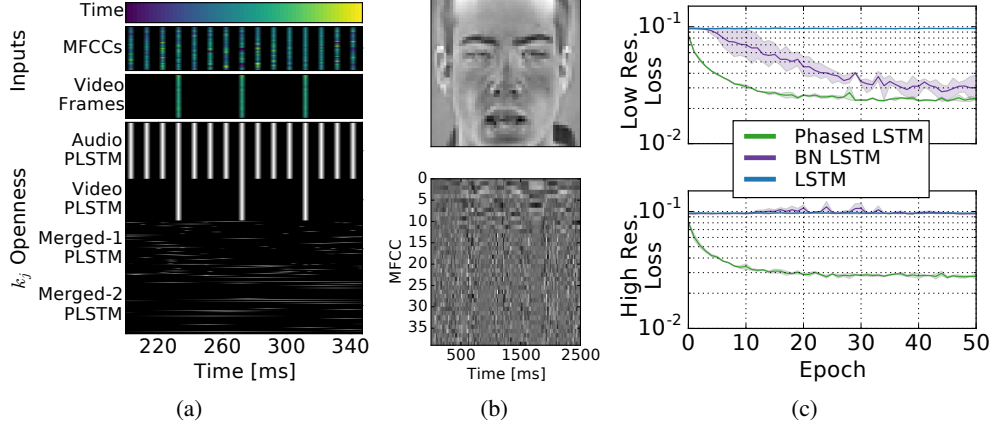 Inputs
Time
MFCCs
Video
Frames
k_j Openness
Audio
PLSTM
Video
PLSTM
Merged-1
PLSTM
Merged-2
PLSTM
220 260 300 340
Time [ms]
(a)
0
5
10
15
20
25
30
35
MFCC
500 1500 2500
Time [ms]
(b)
Low Res.
Loss
10⁻¹
10⁻²
Phased LSTM
BN LSTM
LSTM
High Res.
Loss
10⁻¹
10⁻²
0 10 20 30 40 50
Epoch
(c)